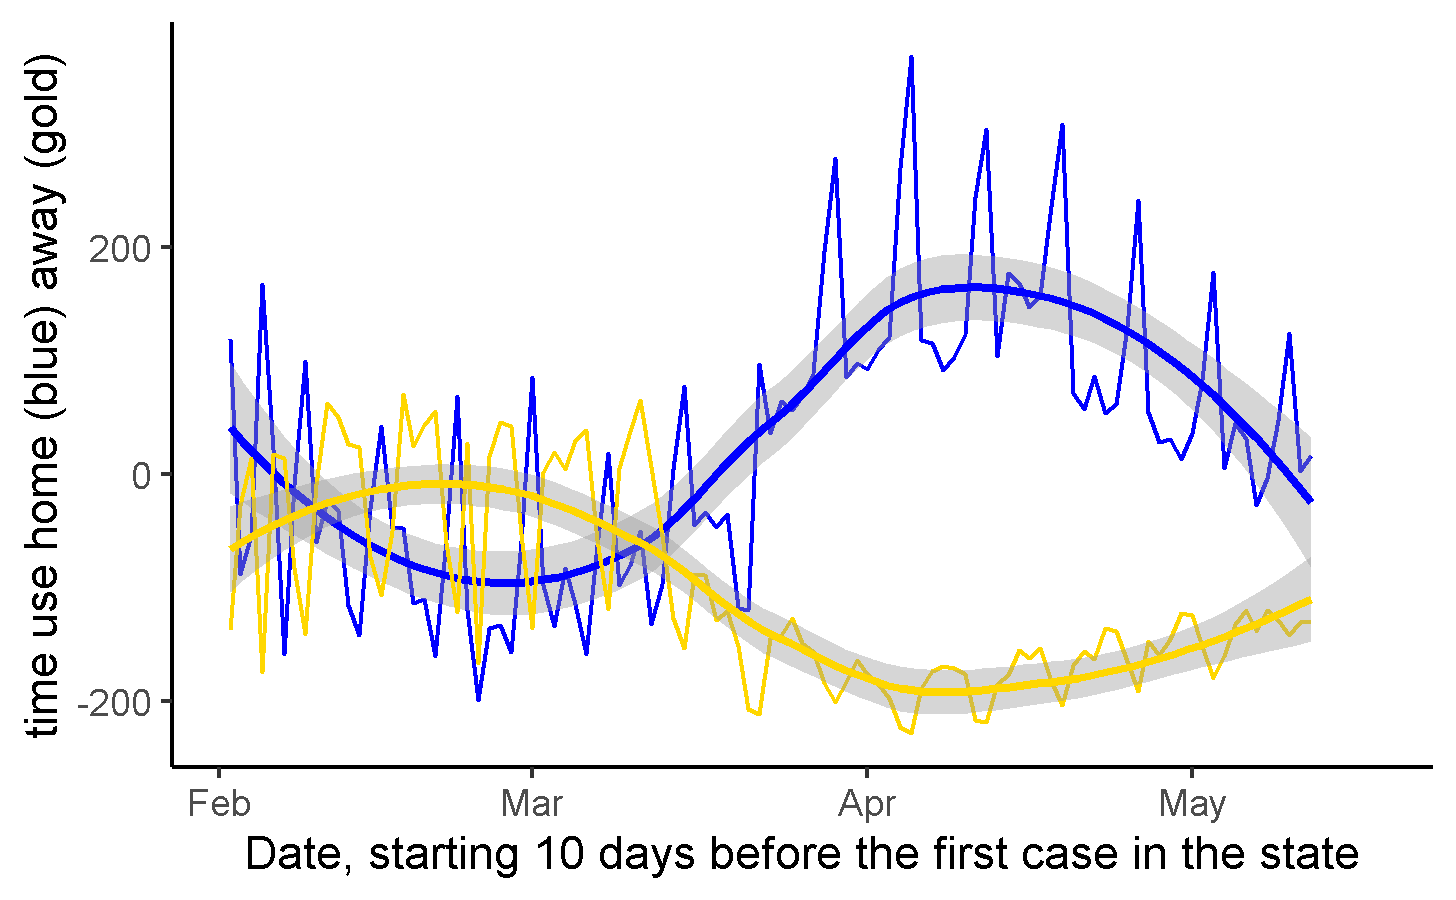 time use home (blue) away (gold)
200
0
-200
Feb
Mar
Apr
May
Date, starting 10 days before the first case in the state